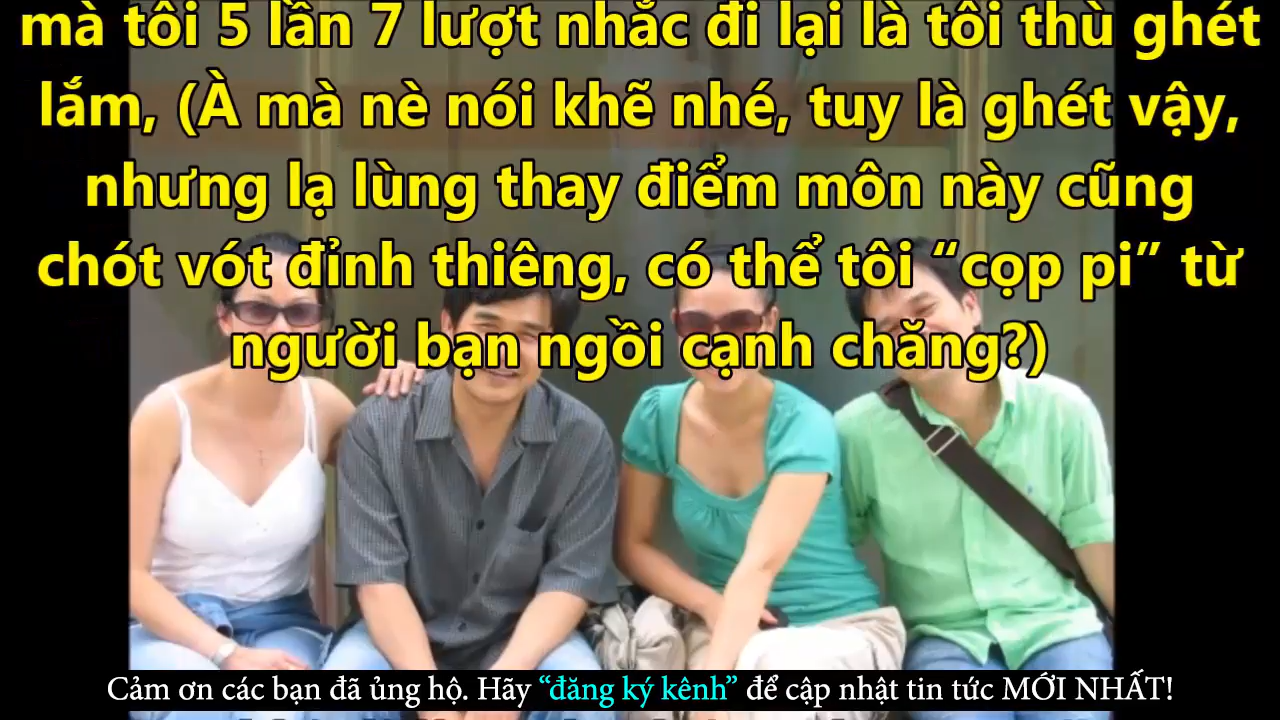 mà tôi 5 lần 7 lượt nhắc đi lại là tôi thù ghét
lắm, (À mà nè nói khẽ nhé, tuy là ghét vậy,
nhưng lạ lùng thay điểm môn này cũng
chót vót đỉnh thiêng, có thể tôi “cọp pi” từ
người bạn ngồi cạnh chăng?)
Cảm ơn các bạn đã ủng hộ. Hãy “đăng ký kênh” để cập nhật tin tức MỚI NHẤT!